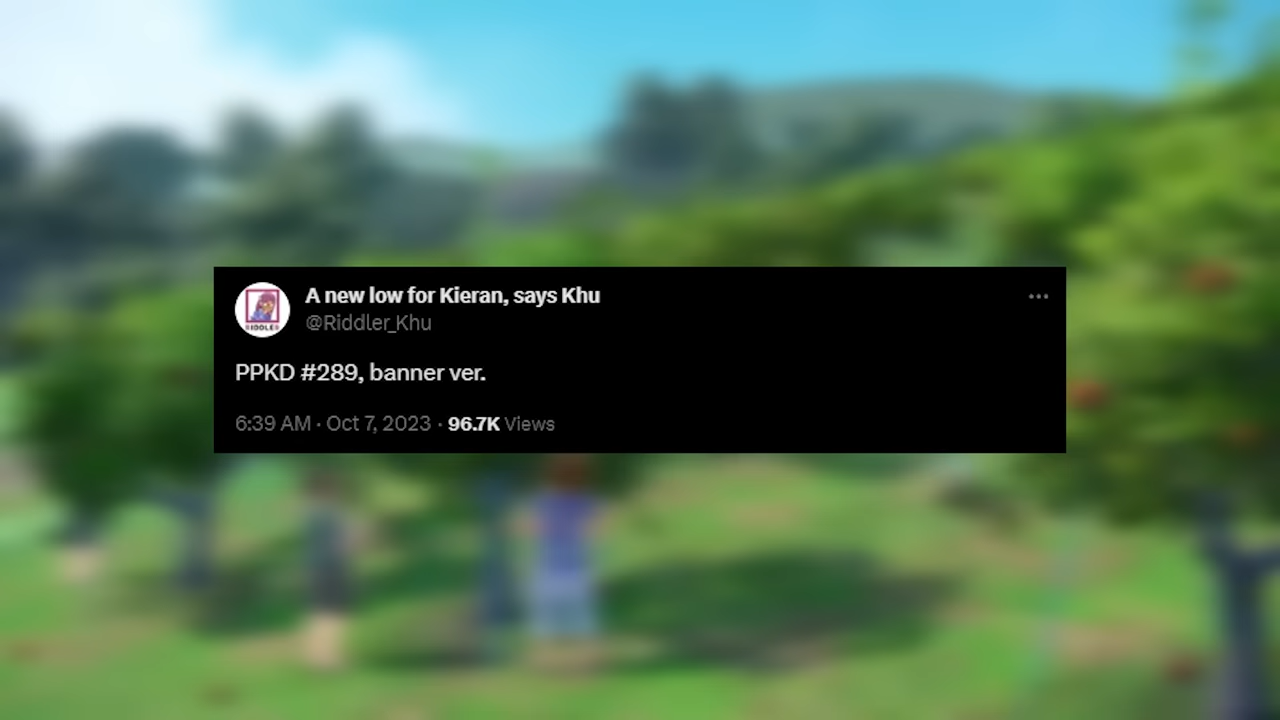 A new low for Kieran, says Khu
@Riddler_Khu
PPKD #289, banner ver.
6:39 AM · Oct 7, 2023 · 96.7K Views